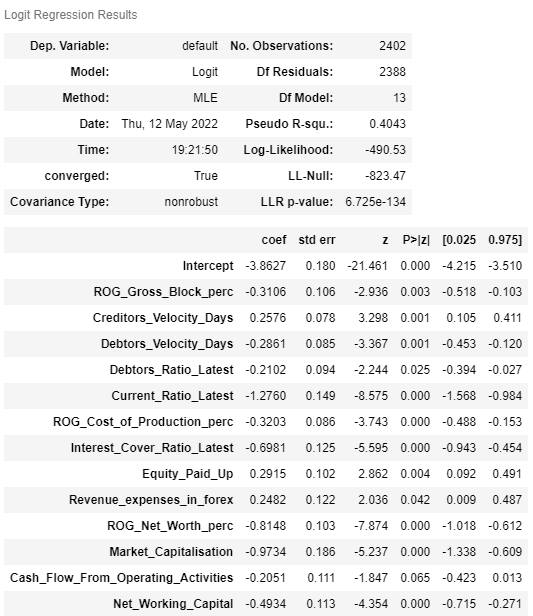 Logit Regression Results
Dep. Variable: default No. Observations: 2402
Model: Logit Df Residuals: 2388
Method: MLE Df Model: 13
Date: Thu, 12 May 2022 Pseudo R-squ.: 0.4043
Time: 19:21:50 Log-Likelihood: -490.53
converged: True LL-Null: -823.47
Covariance Type: nonrobust LLR p-value: 6.725e-134
coef std err z P>|z| [0.025 0.975]
Intercept -3.8627 0.180 -21.461 0.000 -4.215 -3.510
ROG_Gross_Block_perc -0.3106 0.106 -2.936 0.003 -0.518 -0.103
Creditors_Velocity_Days 0.2576 0.078 3.298 0.001 0.105 0.411
Debtors_Velocity_Days -0.2861 0.085 -3.367 0.001 -0.453 -0.120
Debtors_Ratio_Latest -0.2102 0.094 -2.244 0.025 -0.394 -0.027
Current_Ratio_Latest -1.2760 0.149 -8.575 0.000 -1.568 -0.984
ROG_Cost_of_Production_perc -0.3203 0.086 -3.743 0.000 -0.488 -0.153
Interest_Cover_Ratio_Latest -0.6981 0.125 -5.595 0.000 -0.943 -0.454
Equity_Paid_Up 0.2915 0.102 2.862 0.004 0.092 0.491
Revenue_expenses_in_forex 0.2482 0.122 2.036 0.042 0.009 0.487
ROG_Net_Worth_perc -0.8148 0.103 -7.874 0.000 -1.018 -0.612
Market_Capitalisation -0.9734 0.186 -5.237 0.000 -1.338 -0.609
Cash_Flow_From_Operating_Activities -0.2051 0.111 -1.847 0.065 -0.423 0.013
Net_Working_Capital -0.4934 0.113 -4.354 0.000 -0.715 -0.271